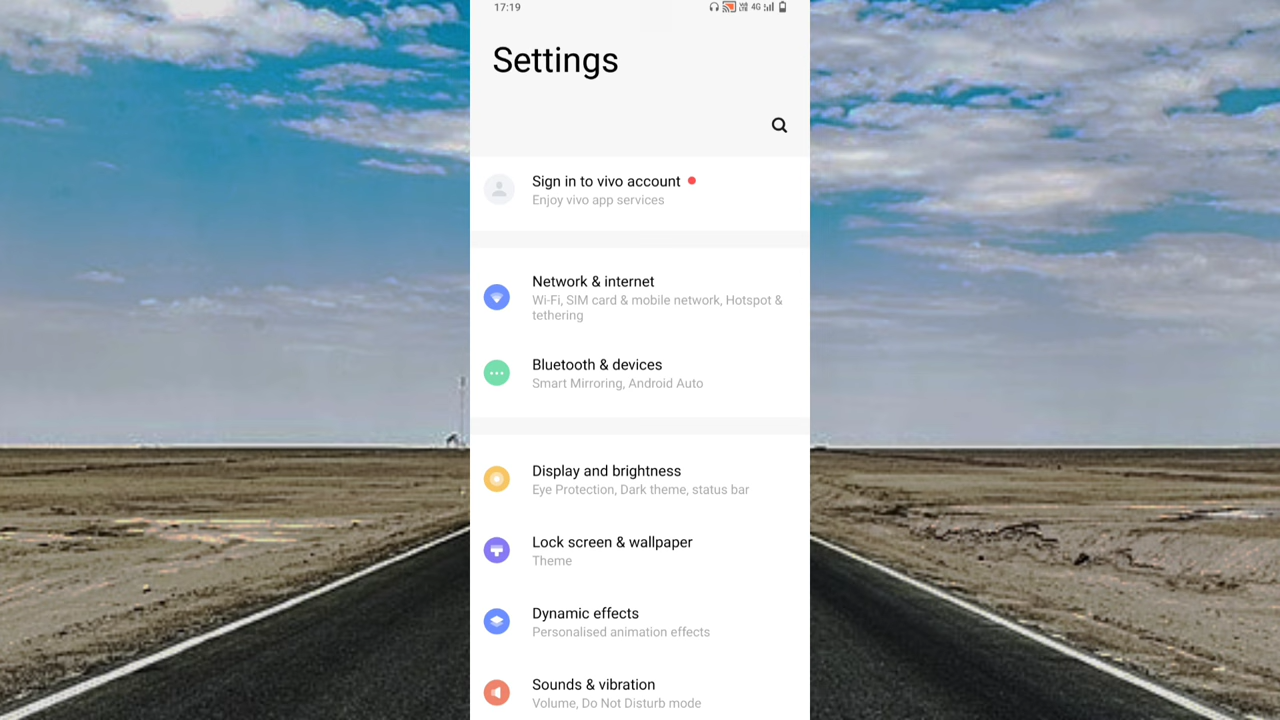 17:19
4G
Settings
Sign in to vivo account
Enjoy vivo app services
Network & internet
Wi-Fi, SIM card & mobile network, Hotspot &
tethering
Bluetooth & devices
Smart Mirroring, Android Auto
Display and brightness
Eye Protection, Dark theme, status bar
Lock screen & wallpaper
Theme
Dynamic effects
Personalised animation effects
Sounds & vibration
Volume, Do Not Disturb mode